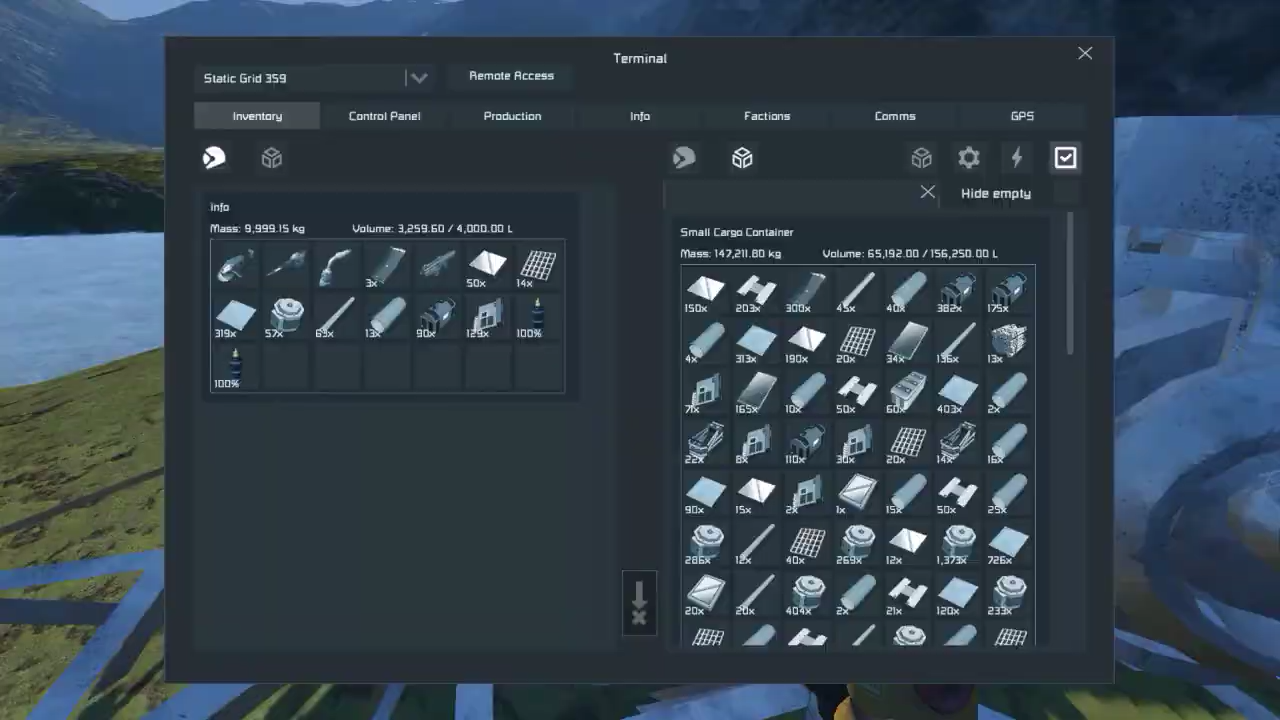 Terminal
Static Grid 359
Remote Access
Inventory
Control Panel
Production
Info
Factions
Comms
GPS
Hide empty
Info
Mass: 9,999.15 kg
Volume: 3,259.60 / 4,000.00 L
3x
50x
14x
319x
57x
63x
13x
90x
129x
100%
100%
Small Cargo Container
Mass: 147,211.80 kg
Volume: 65,192.00 / 156,250.00 L
150x
203x
300x
45x
40x
382x
175x
4x
313x
190x
20x
34x
136x
13x
71x
165x
10x
50x
60x
403x
2x
22x
8x
110x
30x
20x
14x
16x
90x
15x
2x
1x
15x
50x
25x
286x
12x
40x
269x
12x
1,373x
726x
20x
20x
404x
2x
21x
120x
233x